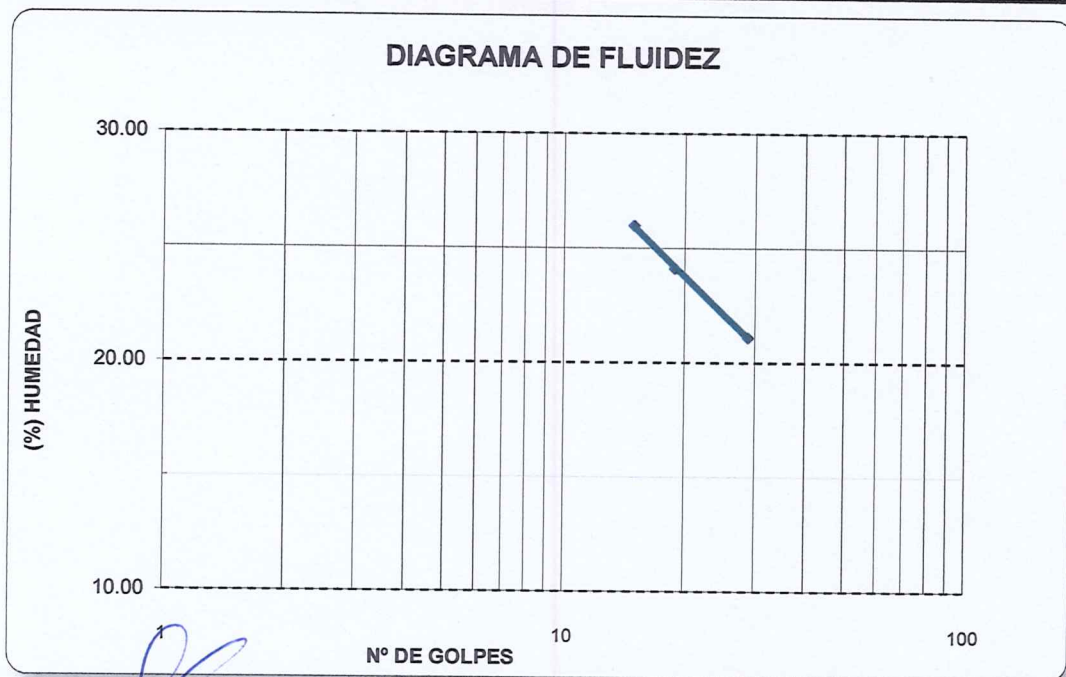 DIAGRAMA DE FLUIDEZ
30.00
20.00
10.00
(%) HUMEDAD
1
10
100
Nº DE GOLPES